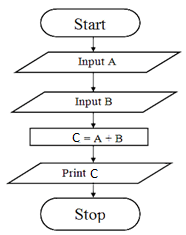 Start
Input A
Input B
C = A + B
Print C
Stop